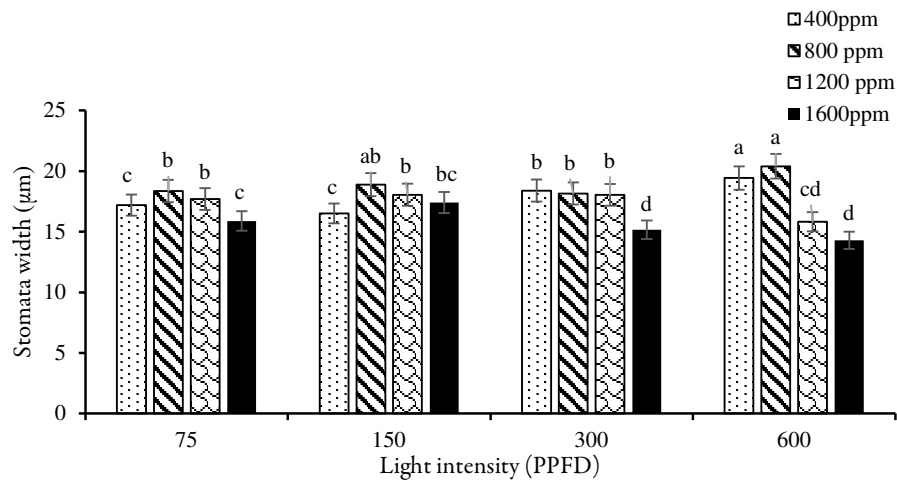 400ppm
800 ppm
1200 ppm
1600ppm
25
20
15
10
5
0
Stomata width (µm)
c b b c
c ab b bc
b b b d
a a cd d
75 150 300 600
Light intensity (PPFD)